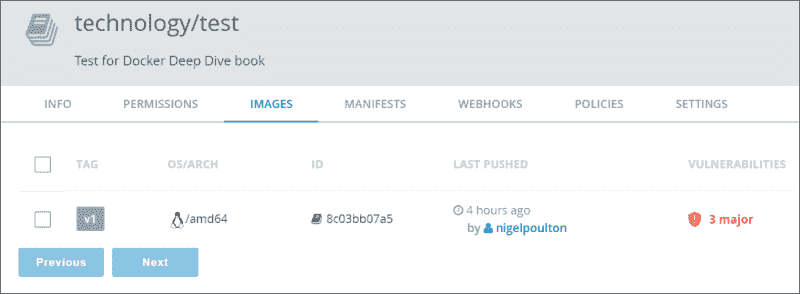 technology/test
Test for Docker Deep Dive book
INFO PERMISSIONS IMAGES MANIFESTS WEBHOOKS POLICIES SETTINGS
TAG OS/ARCH ID LAST PUSHED VULNERABILITIES
v1 /amd64 8c03bb07a5 4 hours ago 3 major
by nigelpoulton
Previous Next